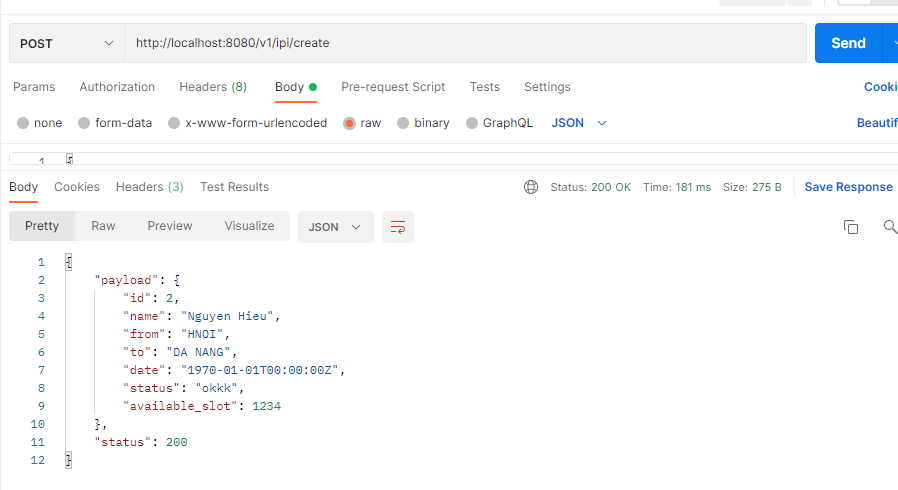 POST http://localhost:8080/v1/ipi/create Send
Params Authorization Headers (8) Body Pre-request Script Tests Settings Cooki
none form-data x-www-form-urlencoded raw binary GraphQL JSON Beautif
1 {
Body Cookies Headers (3) Test Results Status: 200 OK Time: 181 ms Size: 275 B Save Response
Pretty Raw Preview Visualize JSON
1 {
2 "payload": {
3 "id": 2,
4 "name": "Nguyen Hieu",
5 "from": "HNOI",
6 "to": "DA NANG",
7 "date": "1970-01-01T00:00:00Z",
8 "status": "okkk",
9 "available_slot": 1234
10 },
11 "status": 200
12 }